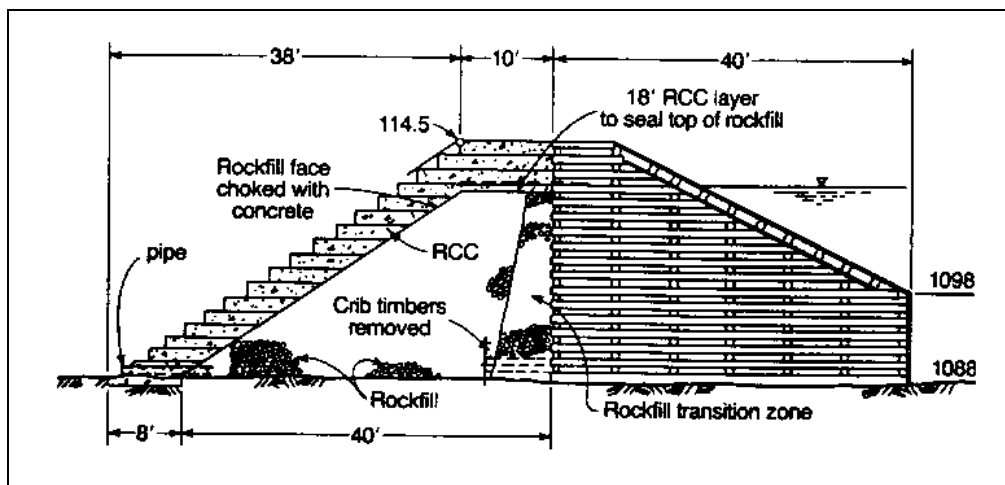 38'
10'
40'
18' RCC layer
to seal top of rockfill
114.5
Rockfill face
choked with
concrete
RCC
pipe
Crib timbers
removed
1098
1088
Rockfill
Rockfill transition zone
8'
40'